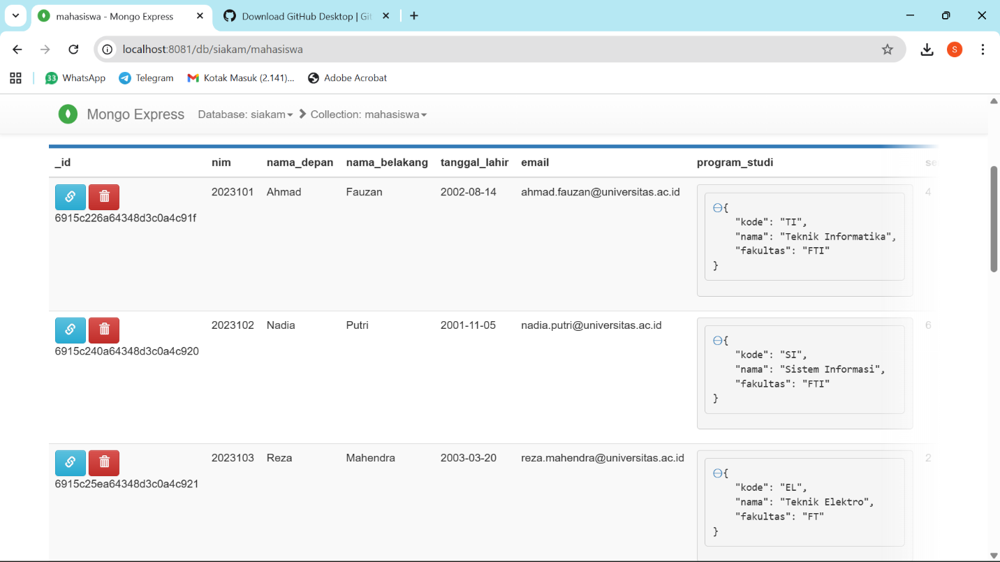 mahasiswa - Mongo Express
Download GitHub Desktop | Git
localhost:8081/db/siakam/mahasiswa
S
33 WhatsApp
Telegram
Kotak Masuk (2.141)...
Adobe Acrobat
Mongo Express
Database: siakam
Collection: mahasiswa
_id nim nama_depan nama_belakang tanggal_lahir email program_studi se
2023101 Ahmad Fauzan 2002-08-14 ahmad.fauzan@universitas.ac.id 4
6915c226a64348d3c0a4c91f
{
"kode": "TI",
"nama": "Teknik Informatika",
"fakultas": "FTI"
}
2023102 Nadia Putri 2001-11-05 nadia.putri@universitas.ac.id 6
6915c240a64348d3c0a4c920
{
"kode": "SI",
"nama": "Sistem Informasi",
"fakultas": "FTI"
}
2023103 Reza Mahendra 2003-03-20 reza.mahendra@universitas.ac.id 2
6915c25ea64348d3c0a4c921
{
"kode": "EL",
"nama": "Teknik Elektro",
"fakultas": "FT"
}